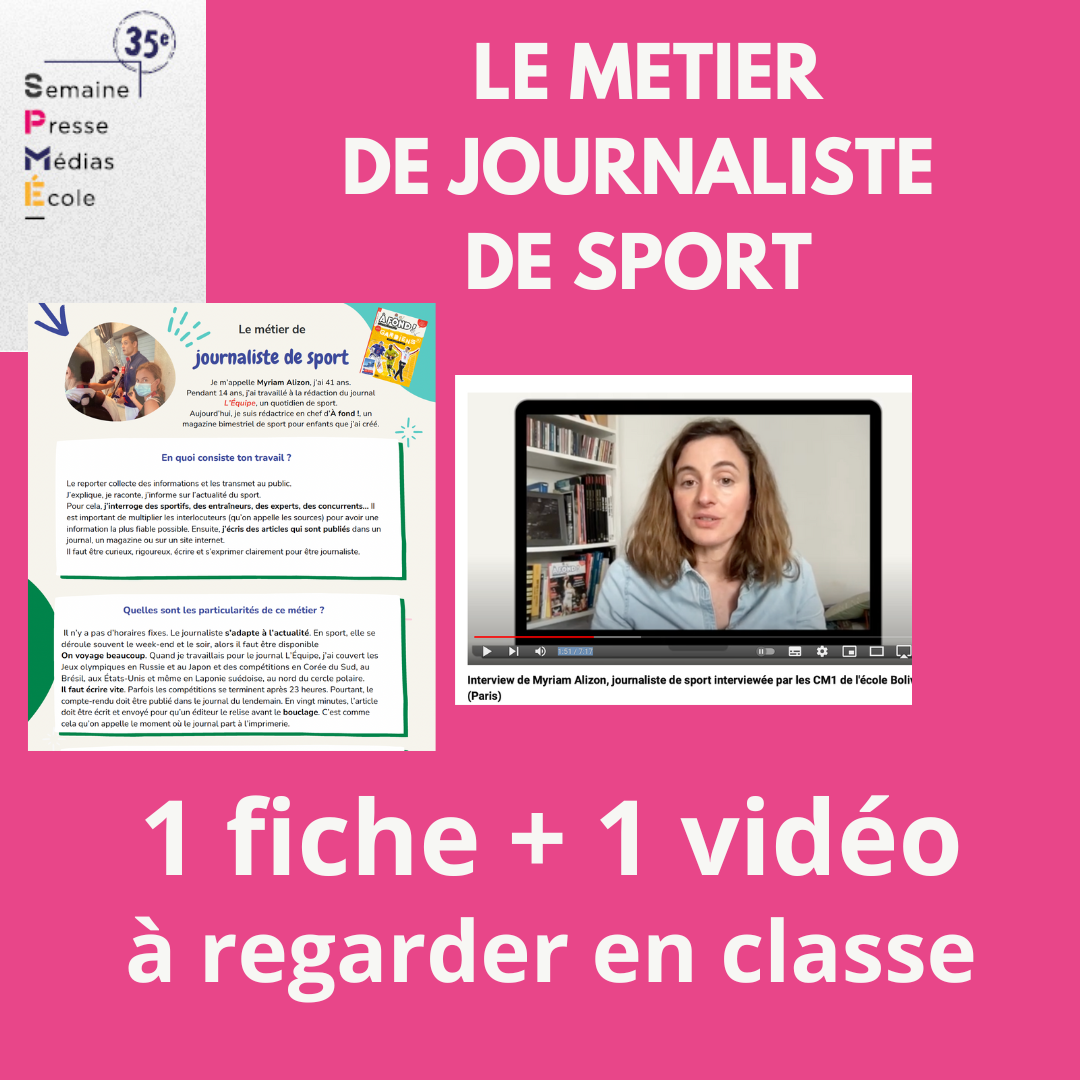 35e
Semaine
Presse
Médias
École
LE METIER
DE JOURNALISTE
DE SPORT
Le métier de
journaliste de sport
À FOND !
Je m'appelle Myriam Alizon, j'ai 41 ans.
Pendant 14 ans, j'ai travaillé à la rédaction du journal
L'Équipe, un quotidien de sport.
Aujourd'hui, je suis rédactrice en chef d'À fond !, un
magazine bimestriel de sport pour enfants que j'ai créé.
En quoi consiste ton travail ?
Le reporter collecte des informations et les transmet au public.
J'explique, je raconte, j'informe sur l'actualité du sport.
Pour cela, j'interroge des sportifs, des entraîneurs, des experts, des concurrents... Il
est important de multiplier les interlocuteurs (qu'on appelle les sources) pour avoir une
information la plus fiable possible. Ensuite, j'écris des articles qui sont publiés dans un
journal, un magazine ou sur un site internet.
Il faut être curieux, rigoureux, écrire et s'exprimer clairement pour être journaliste.
Quelles sont les particularités de ce métier ?
Il n'y a pas d'horaires fixes. Le journaliste s'adapte à l'actualité. En sport, elle se
déroule souvent le week-end et le soir, alors il faut être disponible
On voyage beaucoup. Quand je travaillais pour le journal L'Équipe, j'ai couvert les
Jeux olympiques en Russie et au Japon et des compétitions en Corée du Sud, au
Brésil, aux États-Unis et même en Laponie suédoise, au nord du cercle polaire.
Il faut écrire vite. Parfois les compétitions se terminent après 23 heures. Pourtant, le
compte-rendu doit être publié dans le journal du lendemain. En vingt minutes, l'article
doit être écrit et envoyé pour qu'un éditeur le relise avant le bouclage. C'est comme
cela qu'on appelle le moment où le journal part à l'imprimerie.
3:51 / 7:17
Interview de Myriam Alizon, journaliste de sport interviewée par les CM1 de l'école Boliv
(Paris)
1 fiche + 1 vidéo
à regarder en classe